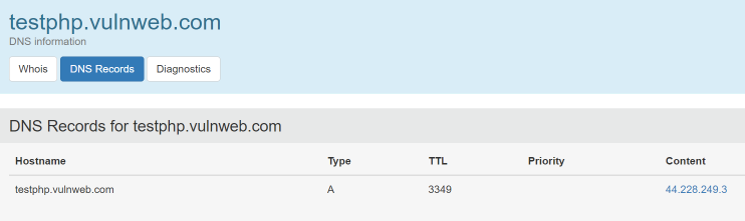 testphp.vulnweb.com
DNS information
Whois DNS Records Diagnostics
DNS Records for testphp.vulnweb.com
Hostname Type TTL Priority Content
testphp.vulnweb.com A 3349 44.228.249.3